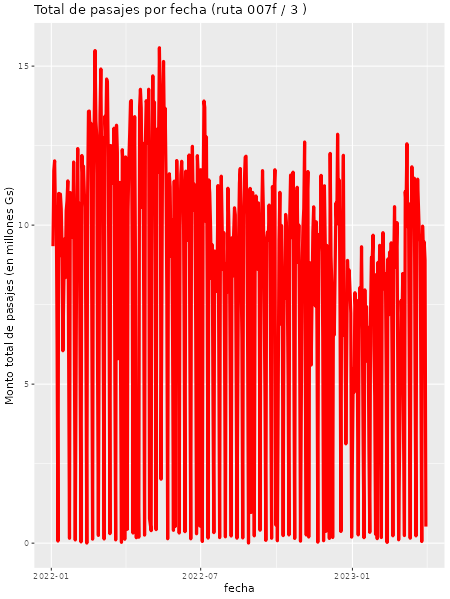 Total de pasajes por fecha (ruta 007f / 3 )
Monto total de pasajes (en millones Gs)
15
10
5
0
2022-01
2022-07
2023-01
fecha